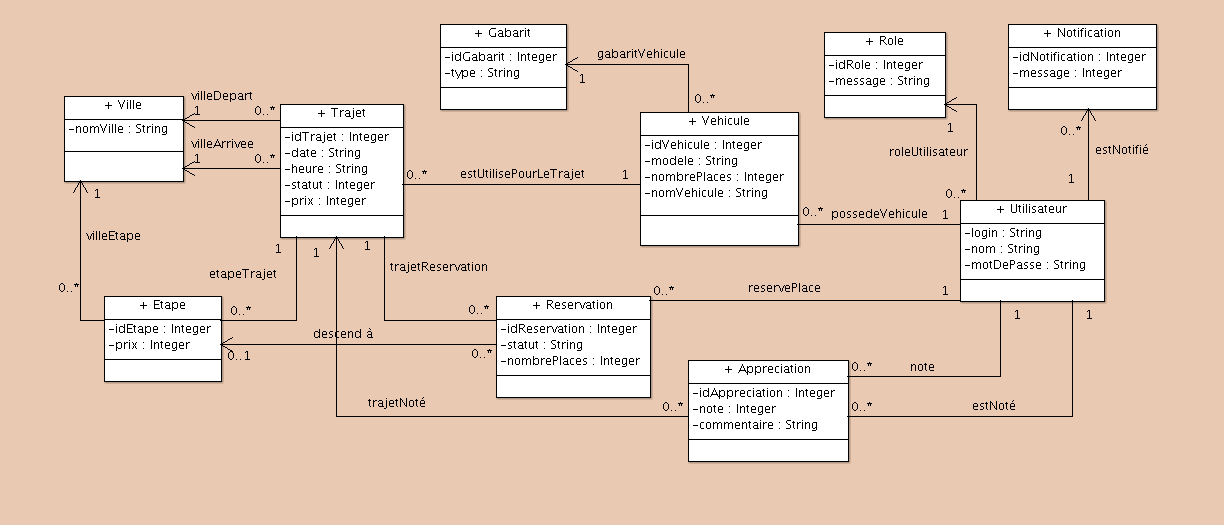 + Gabarit
-idGabarit : Integer
-type : String
gabaritVehicule
1
0..*
+ Role
-idRole : Integer
-message : String
1
roleUtilisateur
0..*
+ Notification
-idNotification : Integer
-message : Integer
0..*
estNotifié
1
+ Ville
-nomVille : String
villeDepart
1
0..*
villeArrivee
1
0..*
1
villeEtape
0..*
+ Trajet
-idTrajet : Integer
-date : String
-heure : String
-statut : Integer
-prix : Integer
0..*
estUtilisePourLeTrajet
1
+ Vehicule
-idVehicule : Integer
-modele : String
-nombrePlaces : Integer
-nomVehicule : String
0..*
possedeVehicule
1
+ Utilisateur
-login : String
-nom : String
-motDePasse : String
1
etapeTrajet
0..*
1
1
trajetReservation
0..*
+ Etape
-idEtape : Integer
-prix : Integer
descend à
0..1
0..*
+ Reservation
-idReservation : Integer
-statut : String
-nombrePlaces : Integer
0..*
reservePlace
1
1
1
+ Appreciation
-idAppreciation : Integer
-note : Integer
-commentaire : String
trajetNoté
0..*
0..*
note
0..*
estNoté